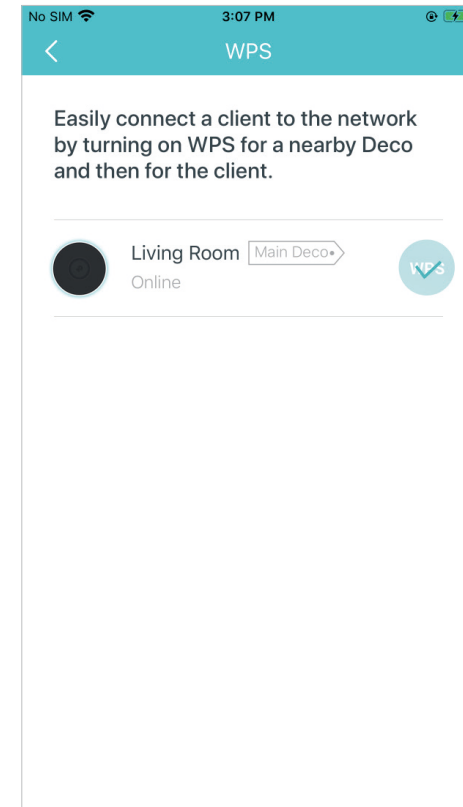 No SIM 3:07 PM
WPS
Easily connect a client to the network
by turning on WPS for a nearby Deco
and then for the client.
Living Room Main Deco
Online
WPS